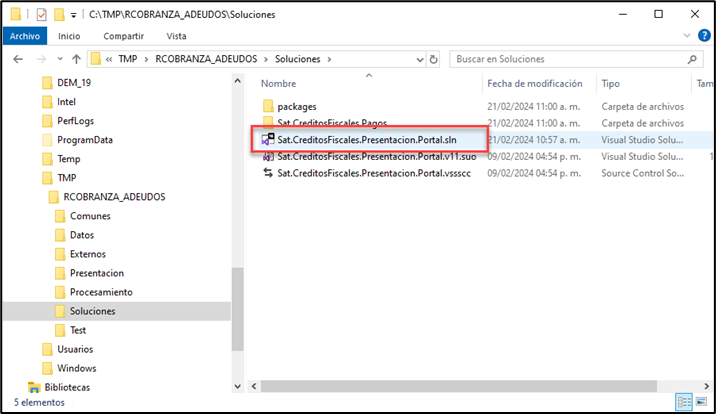 C:\TMP\RCOBRANZA_ADEUDOS\Soluciones
Archivo Inicio Compartir Vista
« TMP > RCOBRANZA_ADEUDOS > Soluciones > Buscar en Soluciones
Nombre Fecha de modificación Tipo Tam
DEM_19
Intel
PerfLogs
ProgramData
Temp
TMP
RCOBRANZA_ADEUDOS
Comunes
Datos
Externos
Presentacion
Procesamiento
Soluciones
Test
Usuarios
Windows
Bibliotecas
packages 21/02/2024 11:00 a. m. Carpeta de archivos
Sat.CreditosFiscales.Pagos 21/02/2024 11:00 a. m. Carpeta de archivos
Sat.CreditosFiscales.Presentacion.Portal.sln 21/02/2024 10:57 a. m. Visual Studio Solu...
Sat.CreditosFiscales.Presentacion.Portal.v11.suo 09/02/2024 04:54 p. m. Visual Studio Solu... 1
Sat.CreditosFiscales.Presentacion.Portal.vssscc 09/02/2024 04:54 p. m. Source Control So...
5 elementos